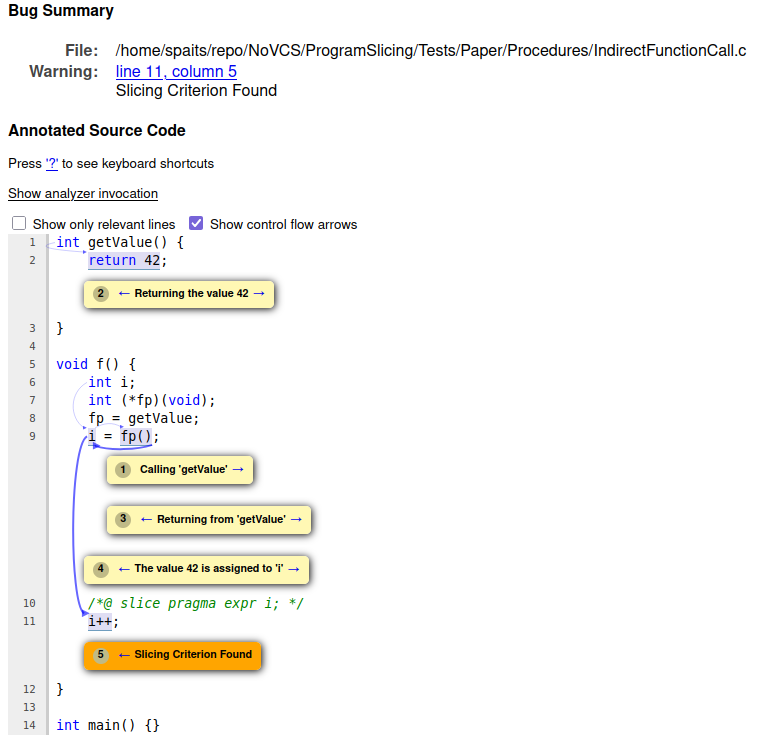 Bug Summary
File: /home/spaits/repo/NoVCS/ProgramSlicing/Tests/Paper/Procedures/IndirectFunctionCall.c
Warning: line 11, column 5
Slicing Criterion Found
Annotated Source Code
Press '?' to see keyboard shortcuts
Show analyzer invocation
Show only relevant lines Show control flow arrows
1 int getValue() {
2 return 42;
2 ← Returning the value 42 →
3 }
4
5 void f() {
6 int i;
7 int (*fp)(void);
8 fp = getValue;
9 i = fp();
1 Calling 'getValue' →
3 ← Returning from 'getValue' →
4 ← The value 42 is assigned to 'i' →
10 /*@ slice pragma expr i; */
11 i++;
5 ← Slicing Criterion Found
12 }
13
14 int main() {}